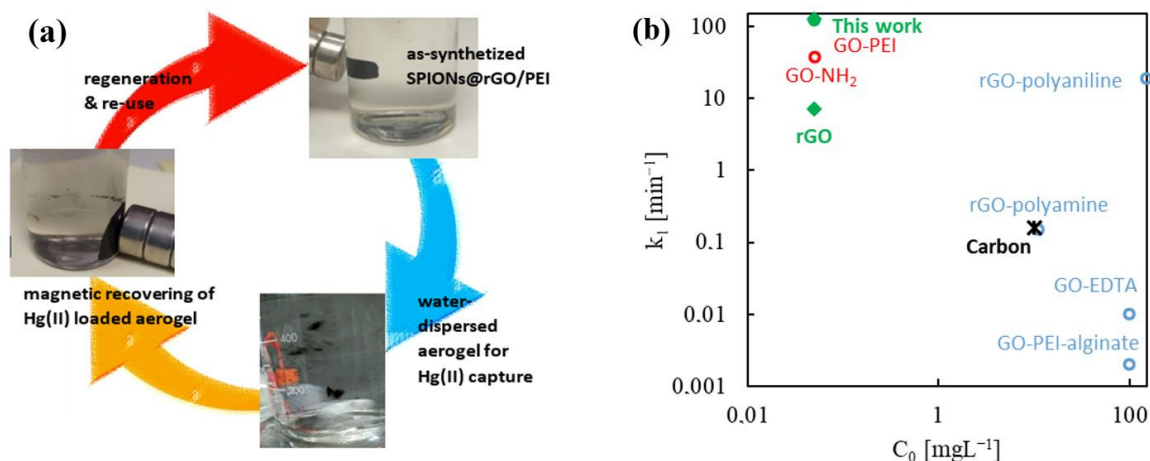 (a)
regeneration
& re-use
as-synthetized
SPIONs@rGO/PEI
magnetic recovering of
Hg(II) loaded aerogel
water-
dispersed
aerogel for
Hg(II) capture
400
200
(b)
k₁ [min⁻¹]
100
10
1
0.1
0.01
0.001
This work
GO-PEI
GO-NH₂
rGO
rGO-polyaniline
rGO-polyamine
Carbon
GO-EDTA
GO-PEI-alginate
0,01
1
100
C₀ [mgL⁻¹]